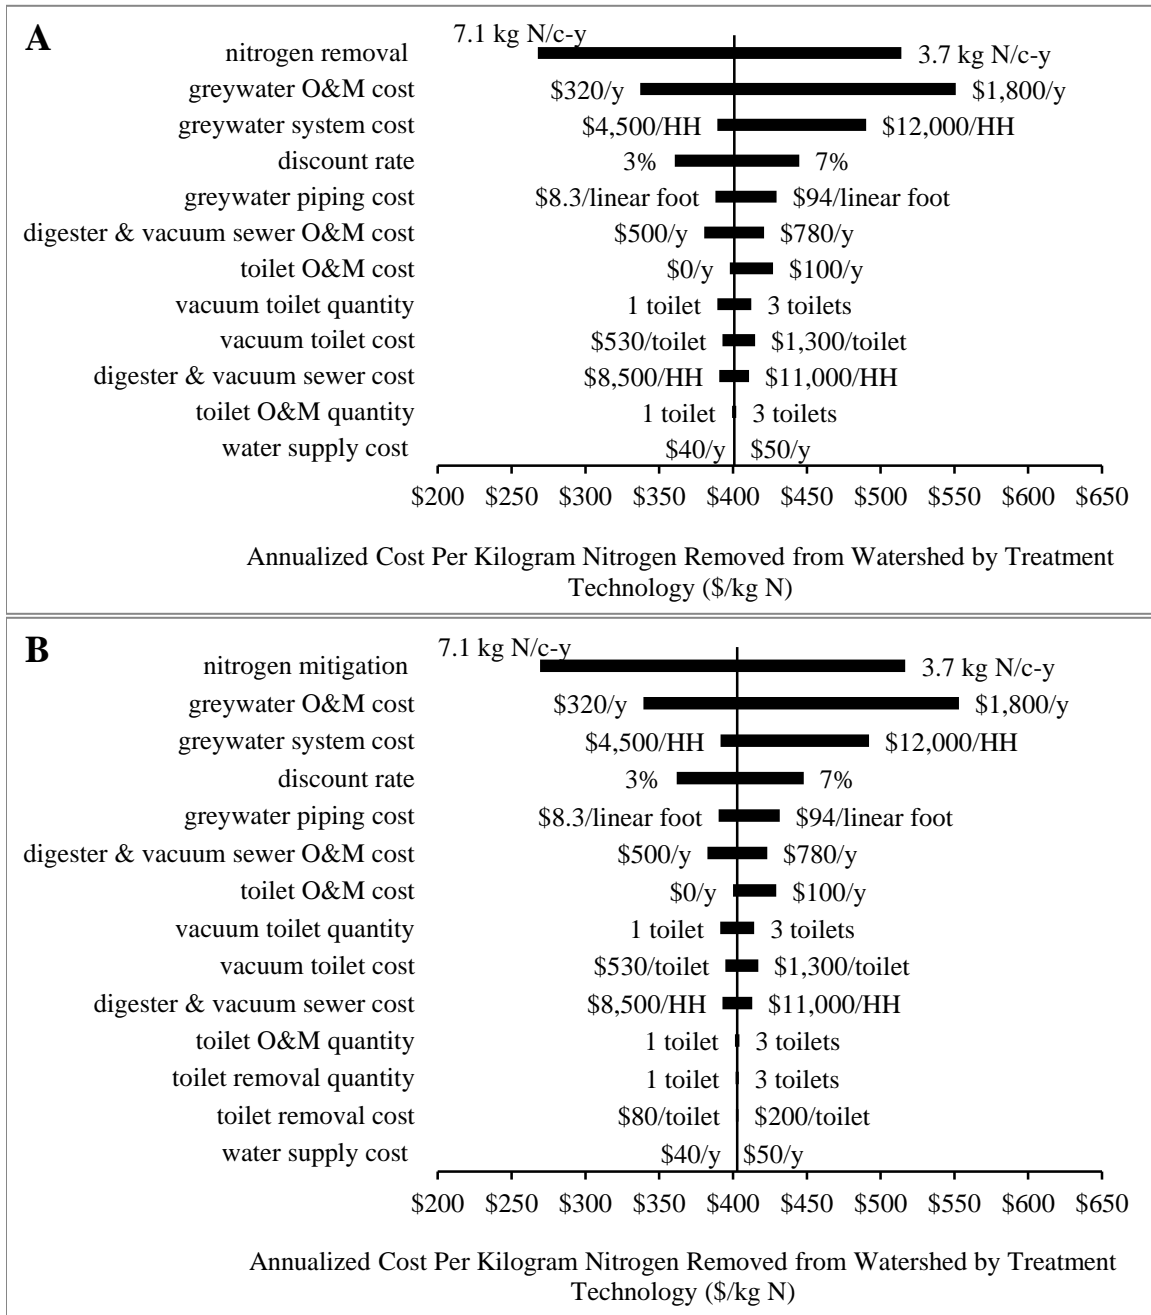 A
7.1 kg N/c-y
nitrogen removal 3.7 kg N/c-y
greywater O&M cost $320/y $1,800/y
greywater system cost $4,500/HH $12,000/HH
discount rate 3% 7%
greywater piping cost $8.3/linear foot $94/linear foot
digester & vacuum sewer O&M cost $500/y $780/y
toilet O&M cost $0/y $100/y
vacuum toilet quantity 1 toilet 3 toilets
vacuum toilet cost $530/toilet $1,300/toilet
digester & vacuum sewer cost $8,500/HH $11,000/HH
toilet O&M quantity 1 toilet 3 toilets
water supply cost $40/y $50/y
$200 $250 $300 $350 $400 $450 $500 $550 $600 $650
Annualized Cost Per Kilogram Nitrogen Removed from Watershed by Treatment
Technology ($/kg N)
B
7.1 kg N/c-y
nitrogen mitigation 3.7 kg N/c-y
greywater O&M cost $320/y $1,800/y
greywater system cost $4,500/HH $12,000/HH
discount rate 3% 7%
greywater piping cost $8.3/linear foot $94/linear foot
digester & vacuum sewer O&M cost $500/y $780/y
toilet O&M cost $0/y $100/y
vacuum toilet quantity 1 toilet 3 toilets
vacuum toilet cost $530/toilet $1,300/toilet
digester & vacuum sewer cost $8,500/HH $11,000/HH
toilet O&M quantity 1 toilet 3 toilets
toilet removal quantity 1 toilet 3 toilets
toilet removal cost $80/toilet $200/toilet
water supply cost $40/y $50/y
$200 $250 $300 $350 $400 $450 $500 $550 $600 $650
Annualized Cost Per Kilogram Nitrogen Removed from Watershed by Treatment
Technology ($/kg N)